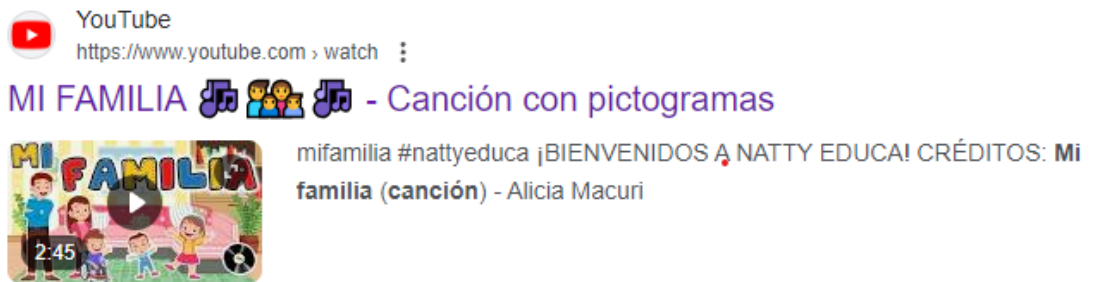 YouTube
https://www.youtube.com › watch
MI FAMILIA 🎵👨‍👩‍👧‍👦🎵 - Canción con pictogramas
MI
FAMILIA
2:45
mifamilia #nattyeduca ¡BIENVENIDOS A NATTY EDUCA! CRÉDITOS: Mi
familia (canción) - Alicia Macuri